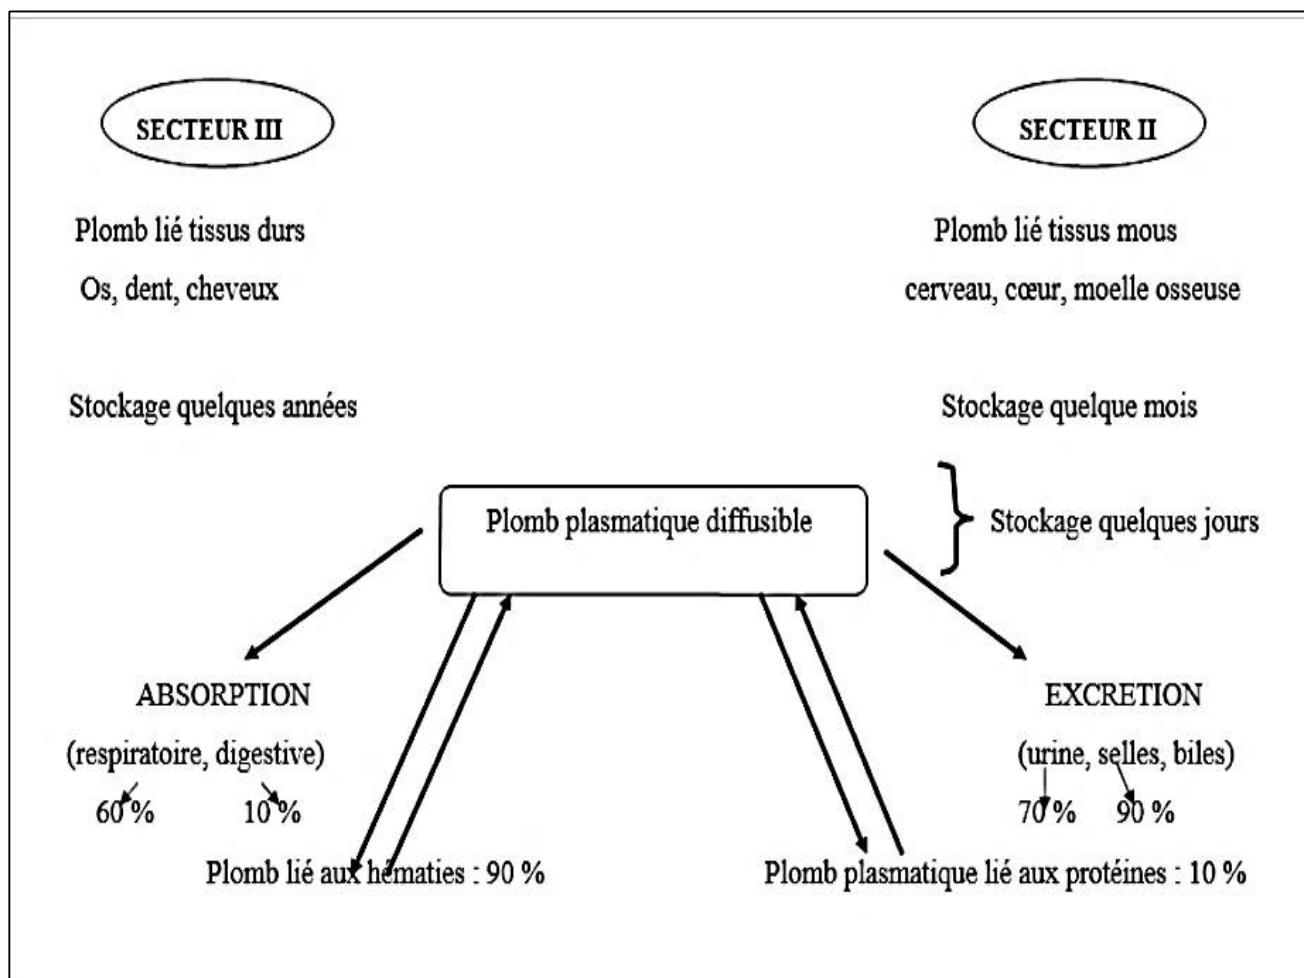 SECTEUR III
SECTEUR II
Plomb lié tissus durs
Plomb lié tissus mous
Os, dent, cheveux
cerveau, cœur, moelle osseuse
Stockage quelques années
Stockage quelque mois
Plomb plasmatique diffusible
Stockage quelques jours
ABSORPTION
EXCRETION
(respiratoire, digestive)
(urine, selles, biles)
60 %
10 %
70 %
90 %
Plomb lié aux hématies : 90 %
Plomb plasmatique lié aux protéines : 10 %